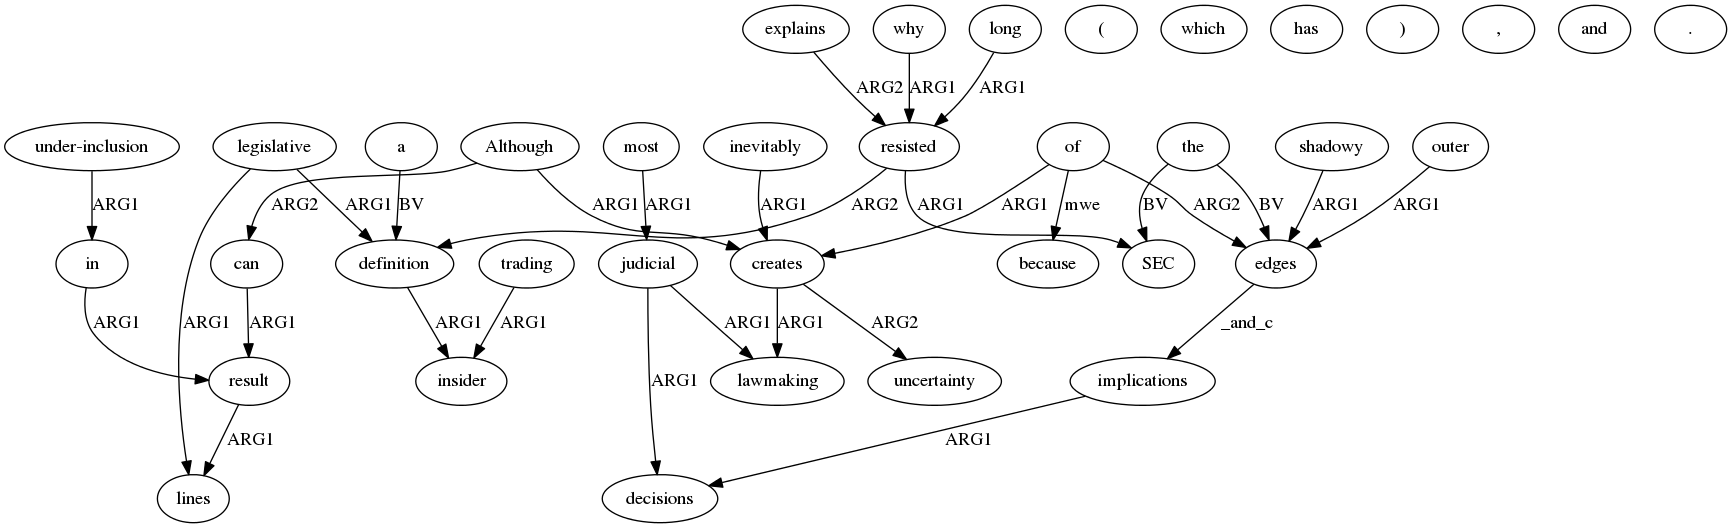 explains why long ( which has ) , and .
ARG2 ARG1 ARG1
under-inclusion legislative a Although most inevitably resisted of the shadowy outer
ARG1 ARG1 BV ARG2 ARG1 ARG1 ARG1 ARG2 ARG1 ARG1 mwe ARG2 BV BV ARG1 ARG1
in can definition trading judicial creates because SEC edges
ARG1 ARG1 ARG1 ARG1 ARG1 ARG1 ARG1 ARG1 ARG2 _and_c
result insider lawmaking uncertainty implications
ARG1 ARG1 ARG1
lines decisions